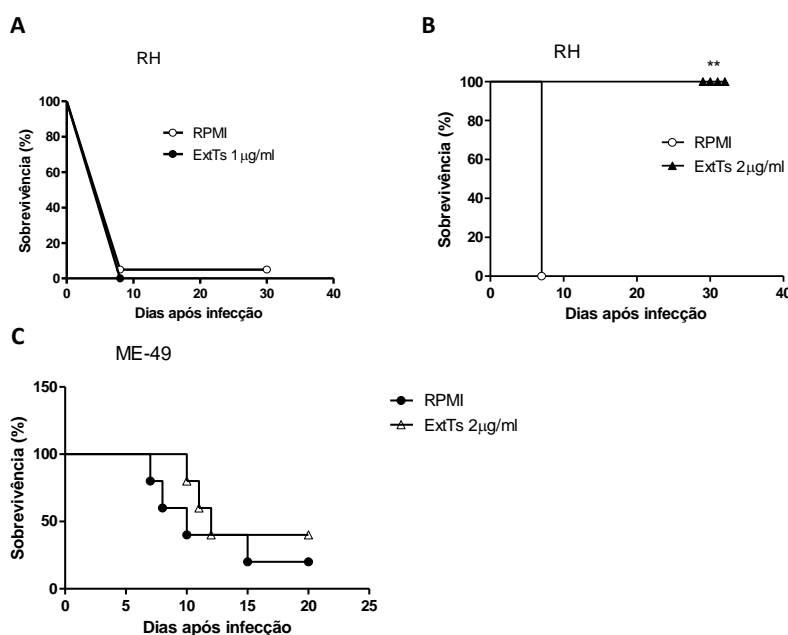 A
RH
100
80
60
40
20
0
Sobrevivência (%)
0 10 20 30 40
Dias após infecção
RPMI
ExtTs 1µg/ml
B
RH
**
100
80
60
40
20
0
Sobrevivência (%)
0 10 20 30 40
Dias após infecção
RPMI
ExtTs 2µg/ml
C
ME-49
150
100
50
0
Sobrevivência (%)
0 5 10 15 20 25
Dias após infecção
RPMI
ExtTs 2µg/ml